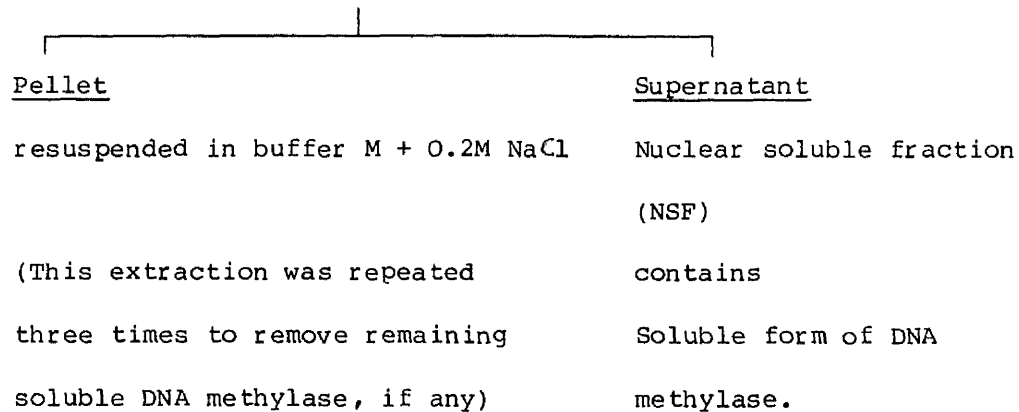 Pellet
resuspended in buffer M + 0.2M NaCl
(This extraction was repeated
three times to remove remaining
soluble DNA methylase, if any)
Supernatant
Nuclear soluble fraction
(NSF)
contains
Soluble form of DNA
methylase.